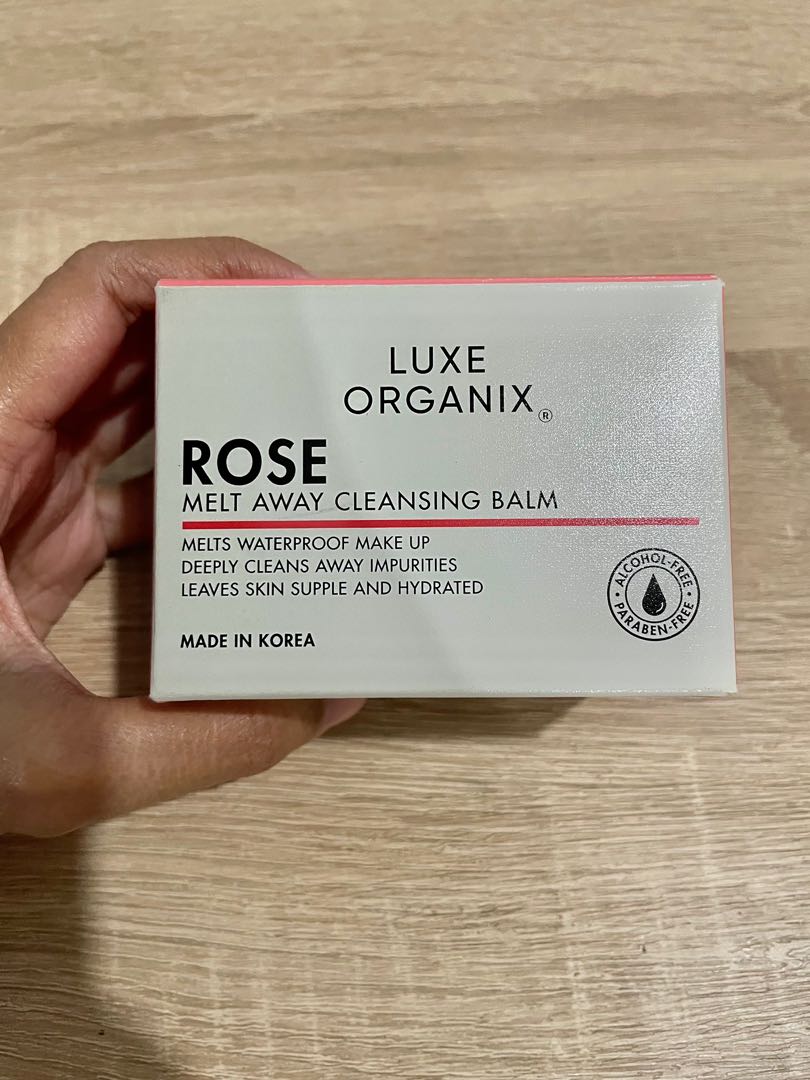 LUXE
ORGANIX®
ROSE
MELT AWAY CLEANSING BALM
MELTS WATERPROOF MAKE UP
DEEPLY CLEANS AWAY IMPURITIES
LEAVES SKIN SUPPLE AND HYDRATED
• ALCOHOL-FREE •
PARABEN-FREE
MADE IN KOREA